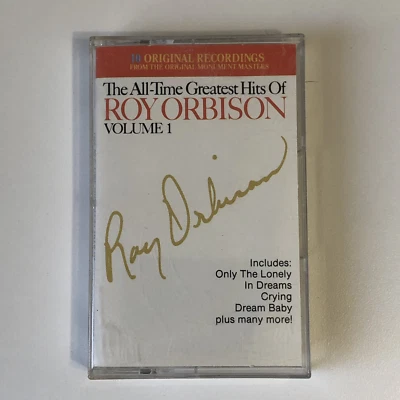 10 ORIGINAL RECORDINGS
FROM THE ORIGINAL MONUMENT MASTERS
The All-Time Greatest Hits Of
ROY ORBISON
VOLUME 1
Roy Orbison
Includes:
Only The Lonely
In Dreams
Crying
Dream Baby
plus many more!